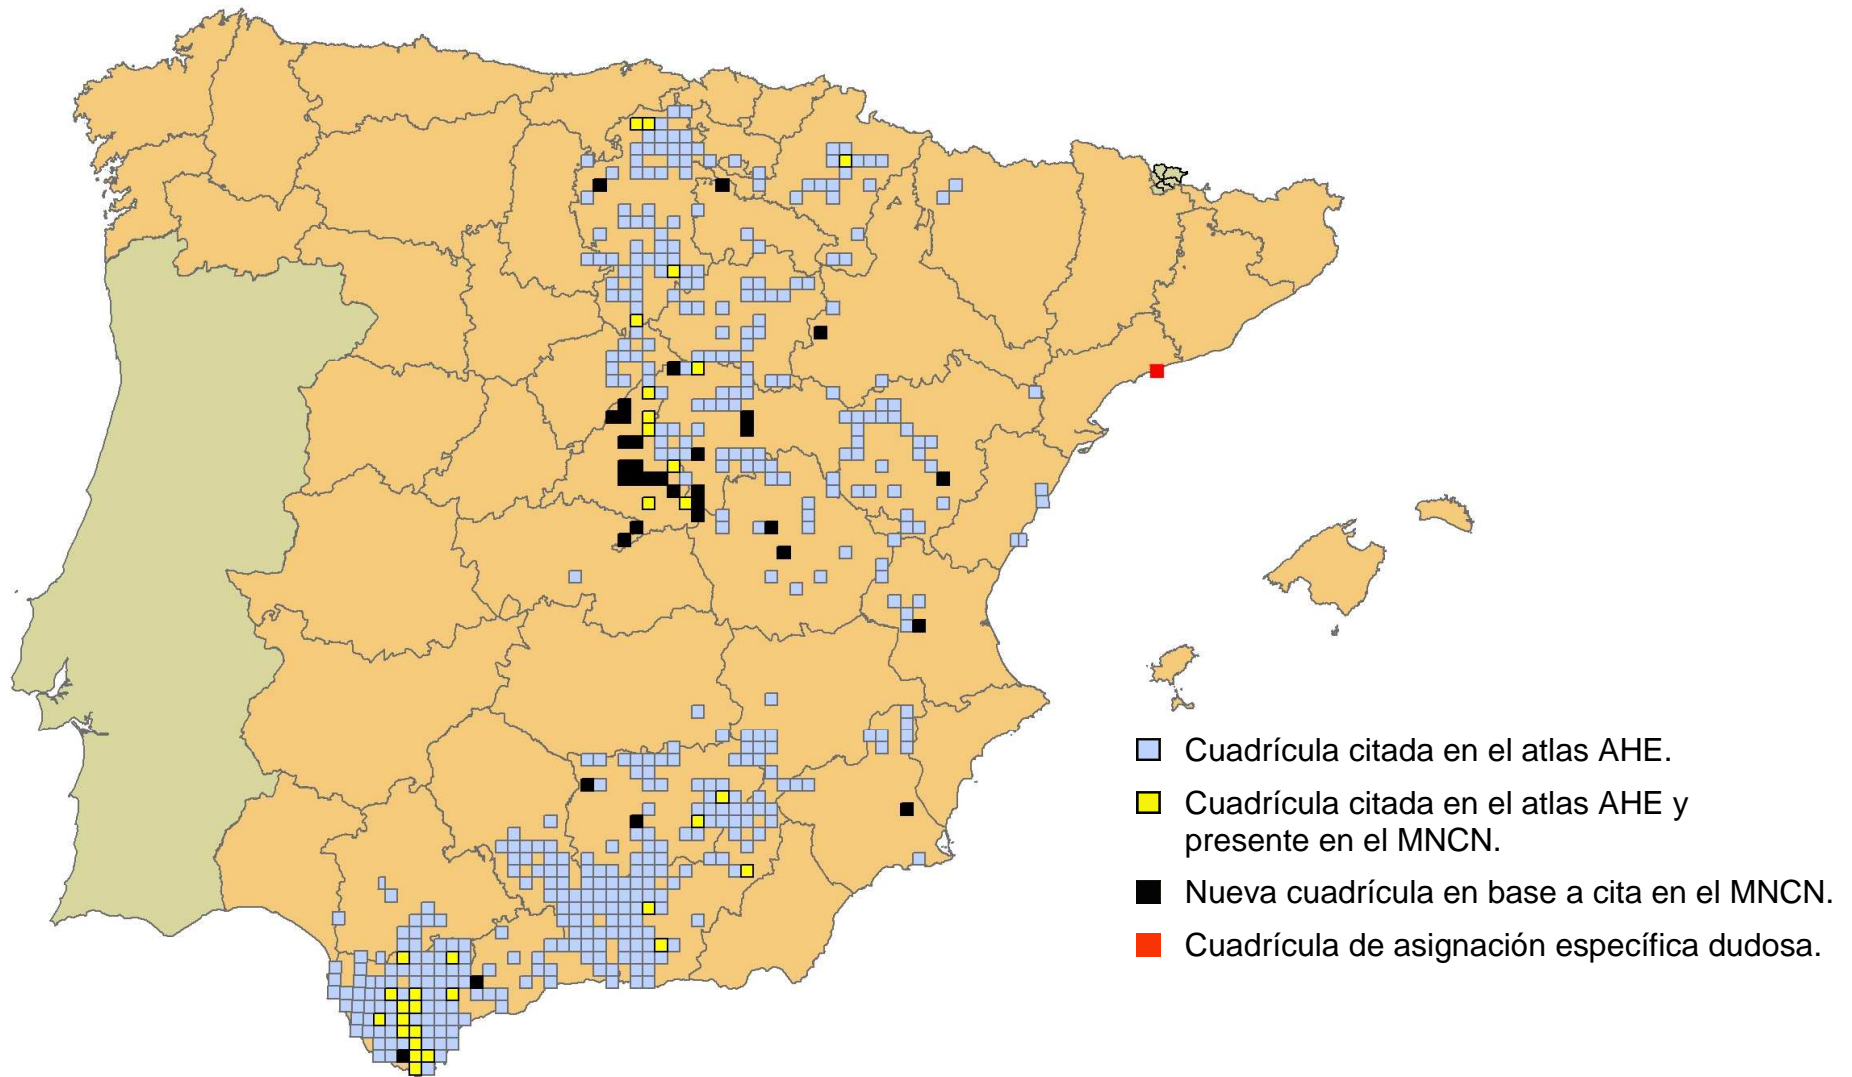 Cuadrícula citada en el atlas AHE.
Cuadrícula citada en el atlas AHE y
presente en el MNCN.
Nueva cuadrícula en base a cita en el MNCN.
Cuadrícula de asignación específica dudosa.